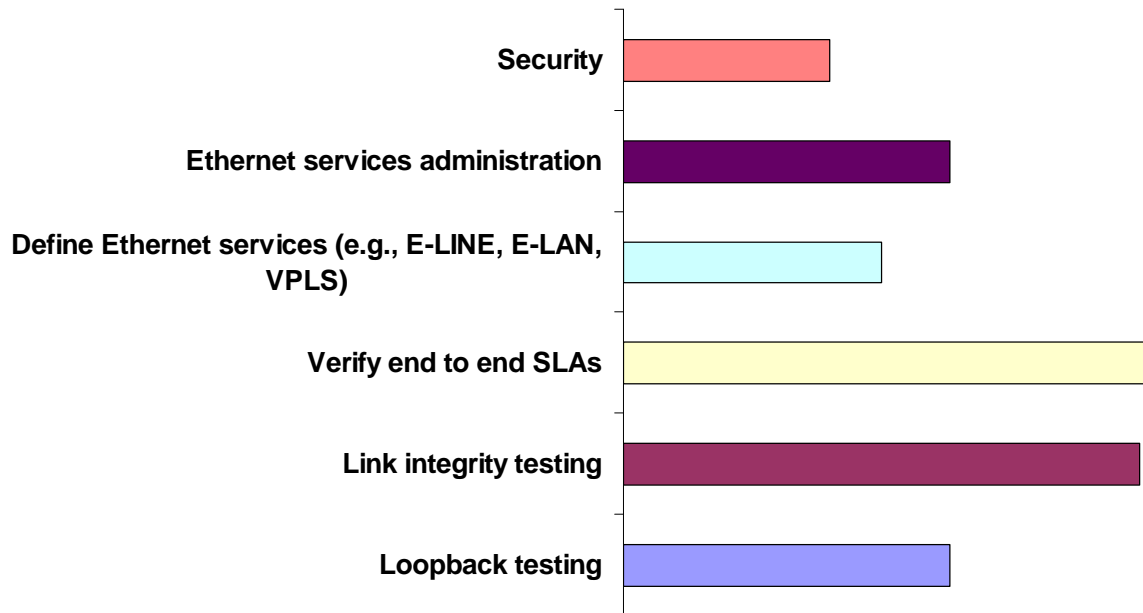 Security
Ethernet services administration
Define Ethernet services (e.g., E-LINE, E-LAN,
VPLS)
Verify end to end SLAs
Link integrity testing
Loopback testing